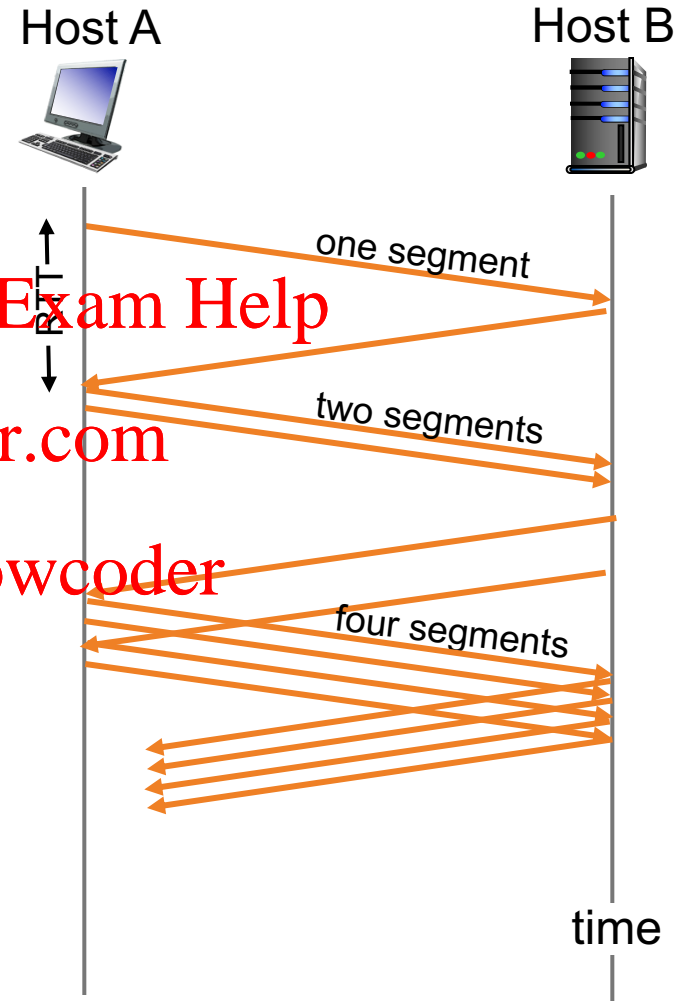 Host A
Host B
one segment
RTT
Exam Help
two segments
r.com
owcoder
four segments
time